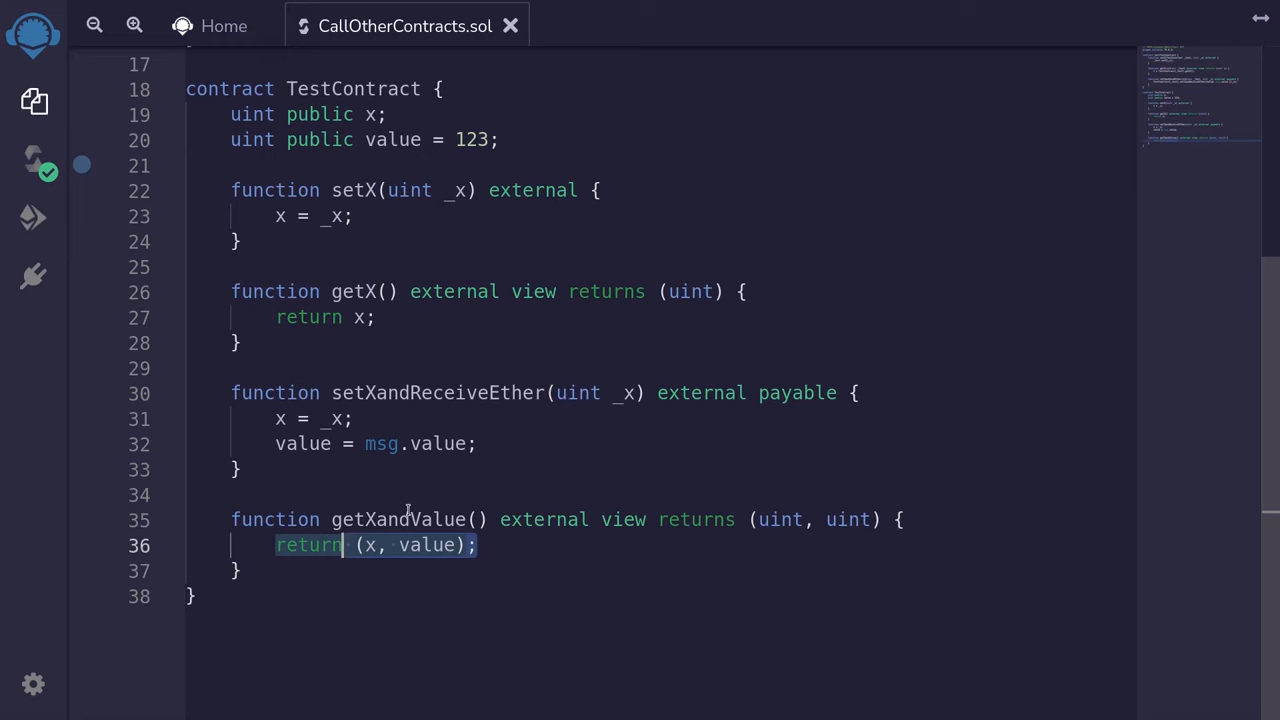 Home
CallOtherContracts.sol
17
18 contract TestContract {
19 uint public x;
20 uint public value = 123;
21
22 function setX(uint _x) external {
23 x = _x;
24 }
25
26 function getX() external view returns (uint) {
27 return x;
28 }
29
30 function setXandReceiveEther(uint _x) external payable {
31 x = _x;
32 value = msg.value;
33 }
34
35 function getXandValue() external view returns (uint, uint) {
36 return (x, value);
37 }
38 }